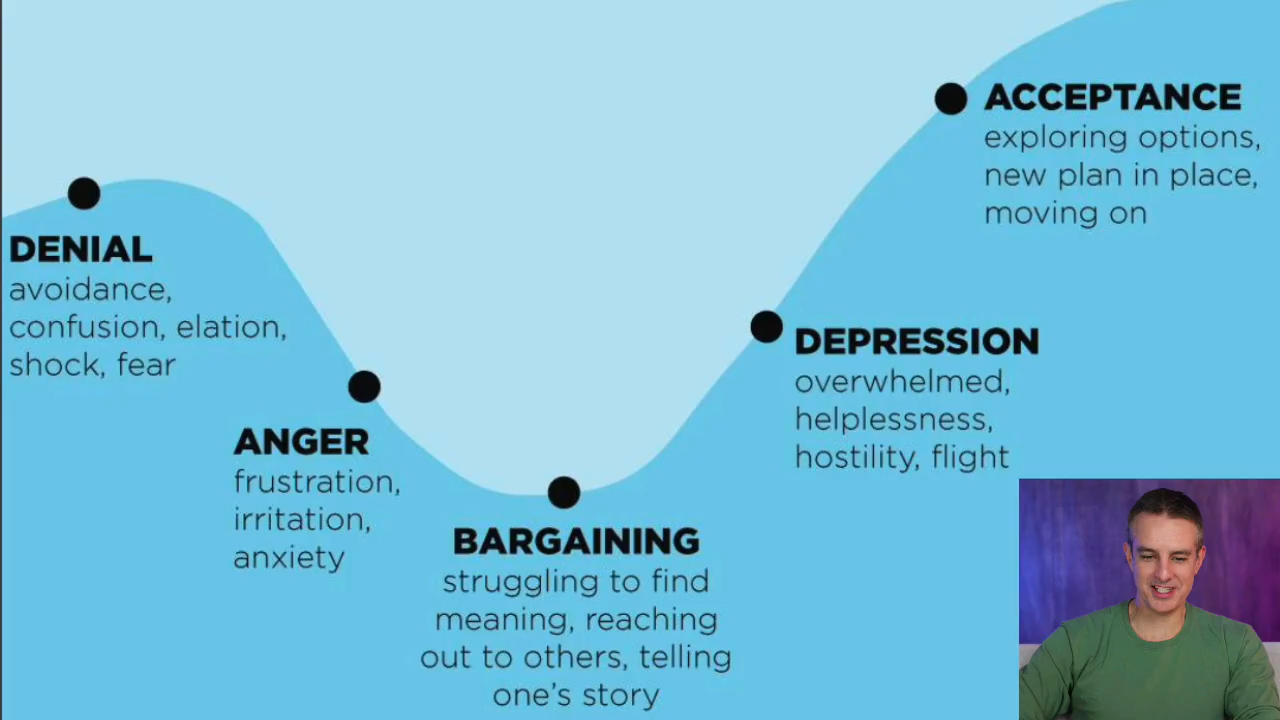 DENIAL
avoidance,
confusion, elation,
shock, fear
ANGER
frustration,
irritation,
anxiety
BARGAINING
struggling to find
meaning, reaching
out to others, telling
one's story
DEPRESSION
overwhelmed,
helplessness,
hostility, flight
ACCEPTANCE
exploring options,
new plan in place,
moving on